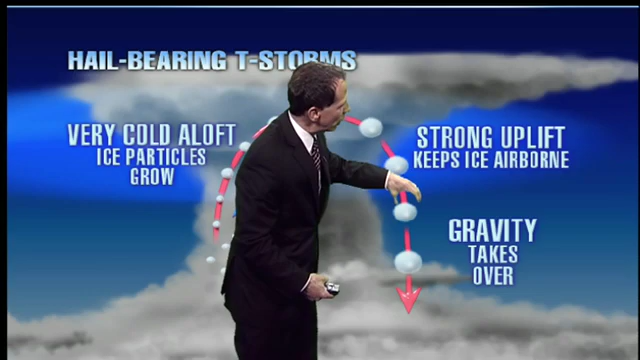 HAIL-BEARING T-STORMS
VERY COLD ALOFT
ICE PARTICLES
GROW
STRONG UPLIFT
KEEPS ICE AIRBORNE
GRAVITY
TAKES
OVER